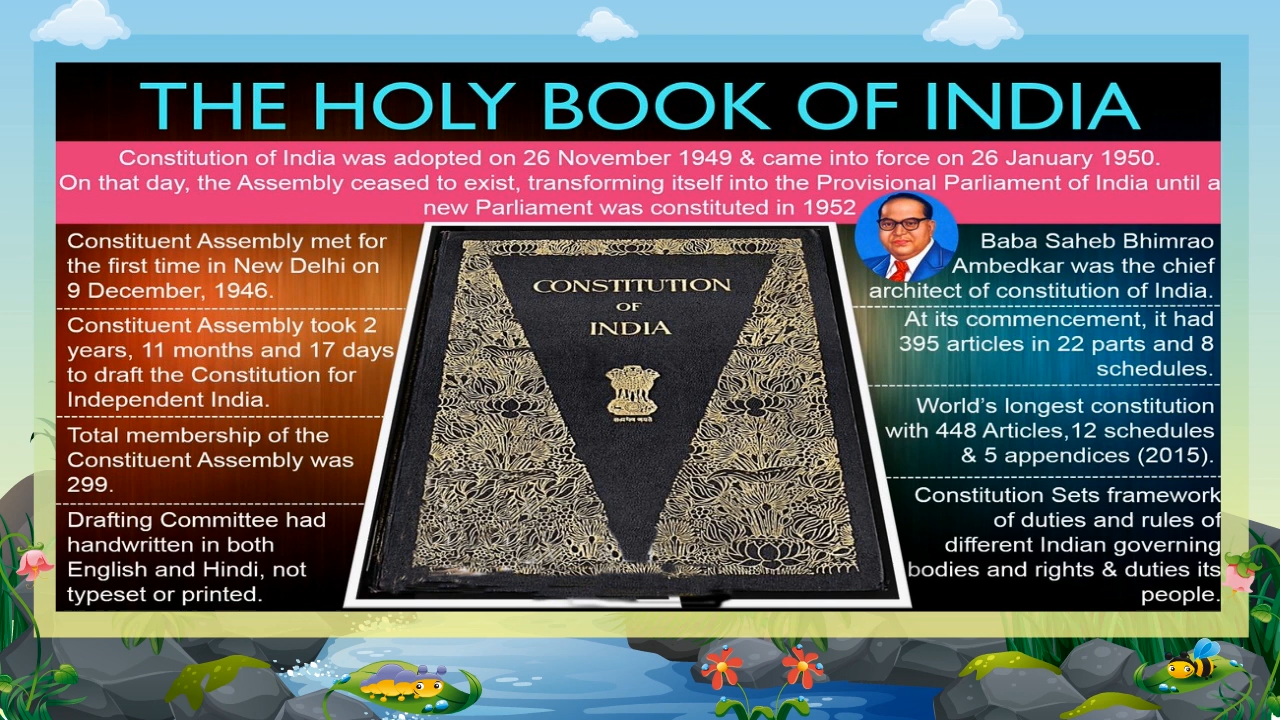 THE HOLY BOOK OF INDIA
Constitution of India was adopted on 26 November 1949 & came into force on 26 January 1950.
On that day, the Assembly ceased to exist, transforming itself into the Provisional Parliament of India until a
new Parliament was constituted in 1952
Constituent Assembly met for
the first time in New Delhi on
9 December, 1946.
Constituent Assembly took 2
years, 11 months and 17 days
to draft the Constitution for
Independent India.
Total membership of the
Constituent Assembly was
299.
Drafting Committee had
handwritten in both
English and Hindi, not
typeset or printed.
CONSTITUTION
OF
INDIA
Baba Saheb Bhimrao
Ambedkar was the chief
architect of constitution of India.
At its commencement, it had
395 articles in 22 parts and 8
schedules.
World’s longest constitution
with 448 Articles,12 schedules
& 5 appendices (2015).
Constitution Sets framework
of duties and rules of
different Indian governing
bodies and rights & duties its
people.